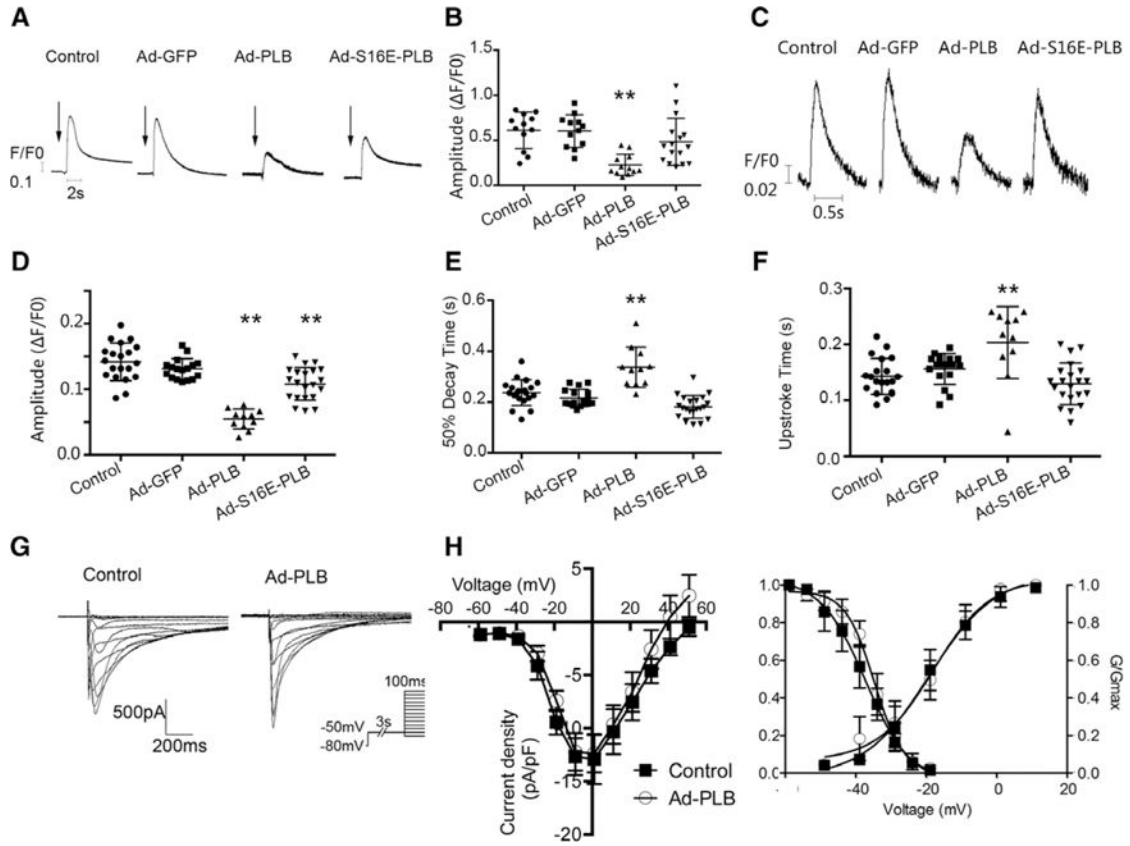 A
Control Ad-GFP Ad-PLB Ad-S16E-PLB
F/F0
0.1
2s
B
Amplitude (ΔF/F0)
1.5
1.0
0.5
0.0
**
Control
Ad-GFP
Ad-PLB
Ad-S16E-PLB
C
Control Ad-GFP Ad-PLB Ad-S16E-PLB
F/F0
0.02
0.5s
D
Amplitude (ΔF/F0)
0.2
0.1
0.0
** **
Control
Ad-GFP
Ad-PLB
Ad-S16E-PLB
E
50% Decay Time (s)
0.6
0.4
0.2
0.0
**
Control
Ad-GFP
Ad-PLB
Ad-S16E-PLB
F
Upstroke Time (s)
0.3
0.2
0.1
0.0
**
Control
Ad-GFP
Ad-PLB
Ad-S16E-PLB
G
Control Ad-PLB
500pA
200ms
100ms
-50mV
3s
-80mV
H
Voltage (mV)
-80 -60 -40 -20 20 40 60
5
-5
-10
-15
-20
Current density
(pA/pF)
Control
Ad-PLB
1.0
0.8
0.6
0.4
0.2
0.0
1.0
0.8
0.6
0.4
0.2
0.0
G/Gmax
-40 -20 0 20
Voltage (mV)